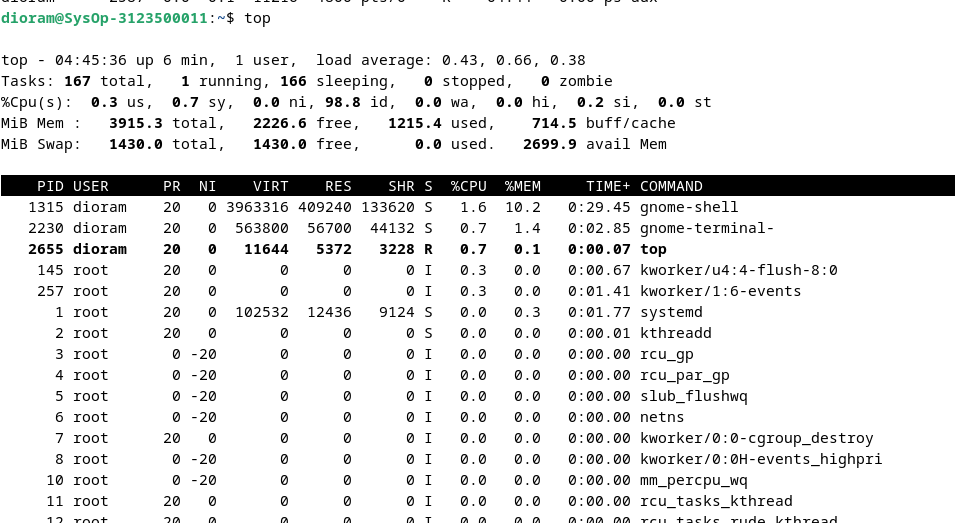 dioram@SysOp-3123500011:~$ top
top - 04:45:36 up 6 min,  1 user,  load average: 0.43, 0.66, 0.38
Tasks: 167 total,   1 running, 166 sleeping,   0 stopped,   0 zombie
%Cpu(s):  0.3 us,  0.7 sy,  0.0 ni, 98.8 id,  0.0 wa,  0.0 hi,  0.2 si,  0.0 st
MiB Mem :   3915.3 total,   2226.6 free,   1215.4 used,    714.5 buff/cache
MiB Swap:   1430.0 total,   1430.0 free,      0.0 used.   2699.9 avail Mem
PID USER      PR  NI    VIRT    RES    SHR S  %CPU  %MEM     TIME+ COMMAND
1315 dioram    20   0 3963316 409240 133620 S   1.6  10.2   0:29.45 gnome-shell
2230 dioram    20   0  563800  56700  44132 S   0.7   1.4   0:02.85 gnome-terminal-
2655 dioram    20   0   11644   5372   3228 R   0.7   0.1   0:00.07 top
145 root      20   0       0      0      0 I   0.3   0.0   0:00.67 kworker/u4:4-flush-8:0
257 root      20   0       0      0      0 I   0.3   0.0   0:01.41 kworker/1:6-events
1 root      20   0  102532  12436   9124 S   0.0   0.3   0:01.77 systemd
2 root      20   0       0      0      0 S   0.0   0.0   0:00.01 kthreadd
3 root       0 -20       0      0      0 I   0.0   0.0   0:00.00 rcu_gp
4 root       0 -20       0      0      0 I   0.0   0.0   0:00.00 rcu_par_gp
5 root       0 -20       0      0      0 I   0.0   0.0   0:00.00 slub_flushwq
6 root       0 -20       0      0      0 I   0.0   0.0   0:00.00 netns
7 root      20   0       0      0      0 I   0.0   0.0   0:00.00 kworker/0:0-cgroup_destroy
8 root       0 -20       0      0      0 I   0.0   0.0   0:00.00 kworker/0:0H-events_highpri
10 root       0 -20       0      0      0 I   0.0   0.0   0:00.00 mm_percpu_wq
11 root      20   0       0      0      0 I   0.0   0.0   0:00.00 rcu_tasks_kthread
12 root      20   0       0      0      0 I   0.0   0.0   0:00.00 rcu_tasks_rude_kthread